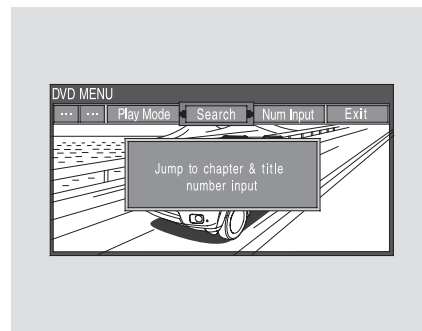 DVD MENU
... ... Play Mode Search Num Input Exit
Jump to chapter & title
number input